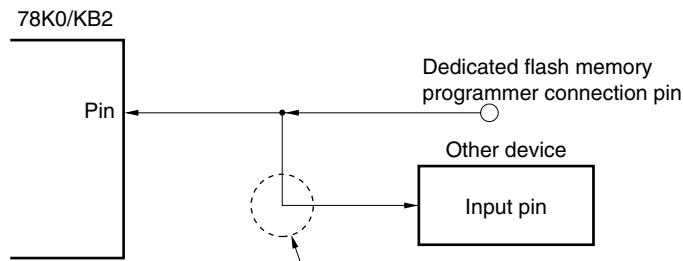 78K0/KB2
Dedicated flash memory
programmer connection pin
Pin
Other device
Input pin